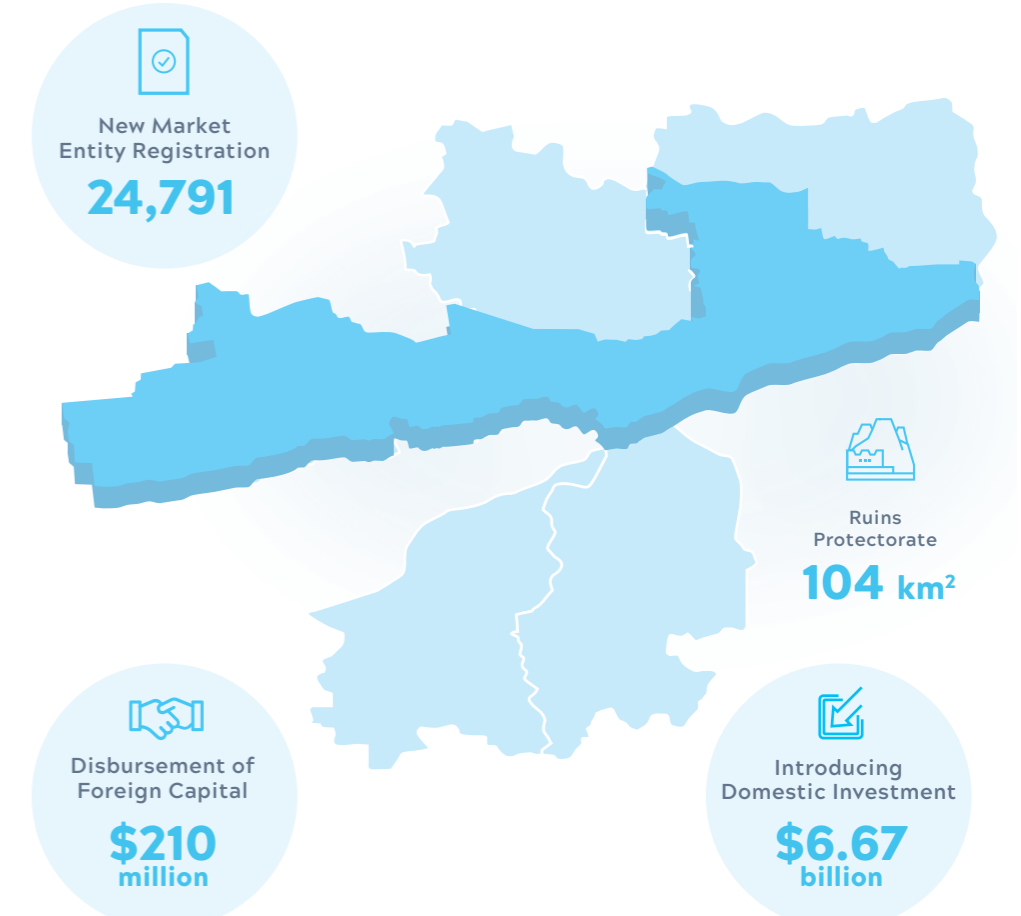 New Market
Entity Registration
24,791
Ruins
Protectorate
104 km²
Disbursement of
Foreign Capital
$210
million
Introducing
Domestic Investment
$6.67
billion